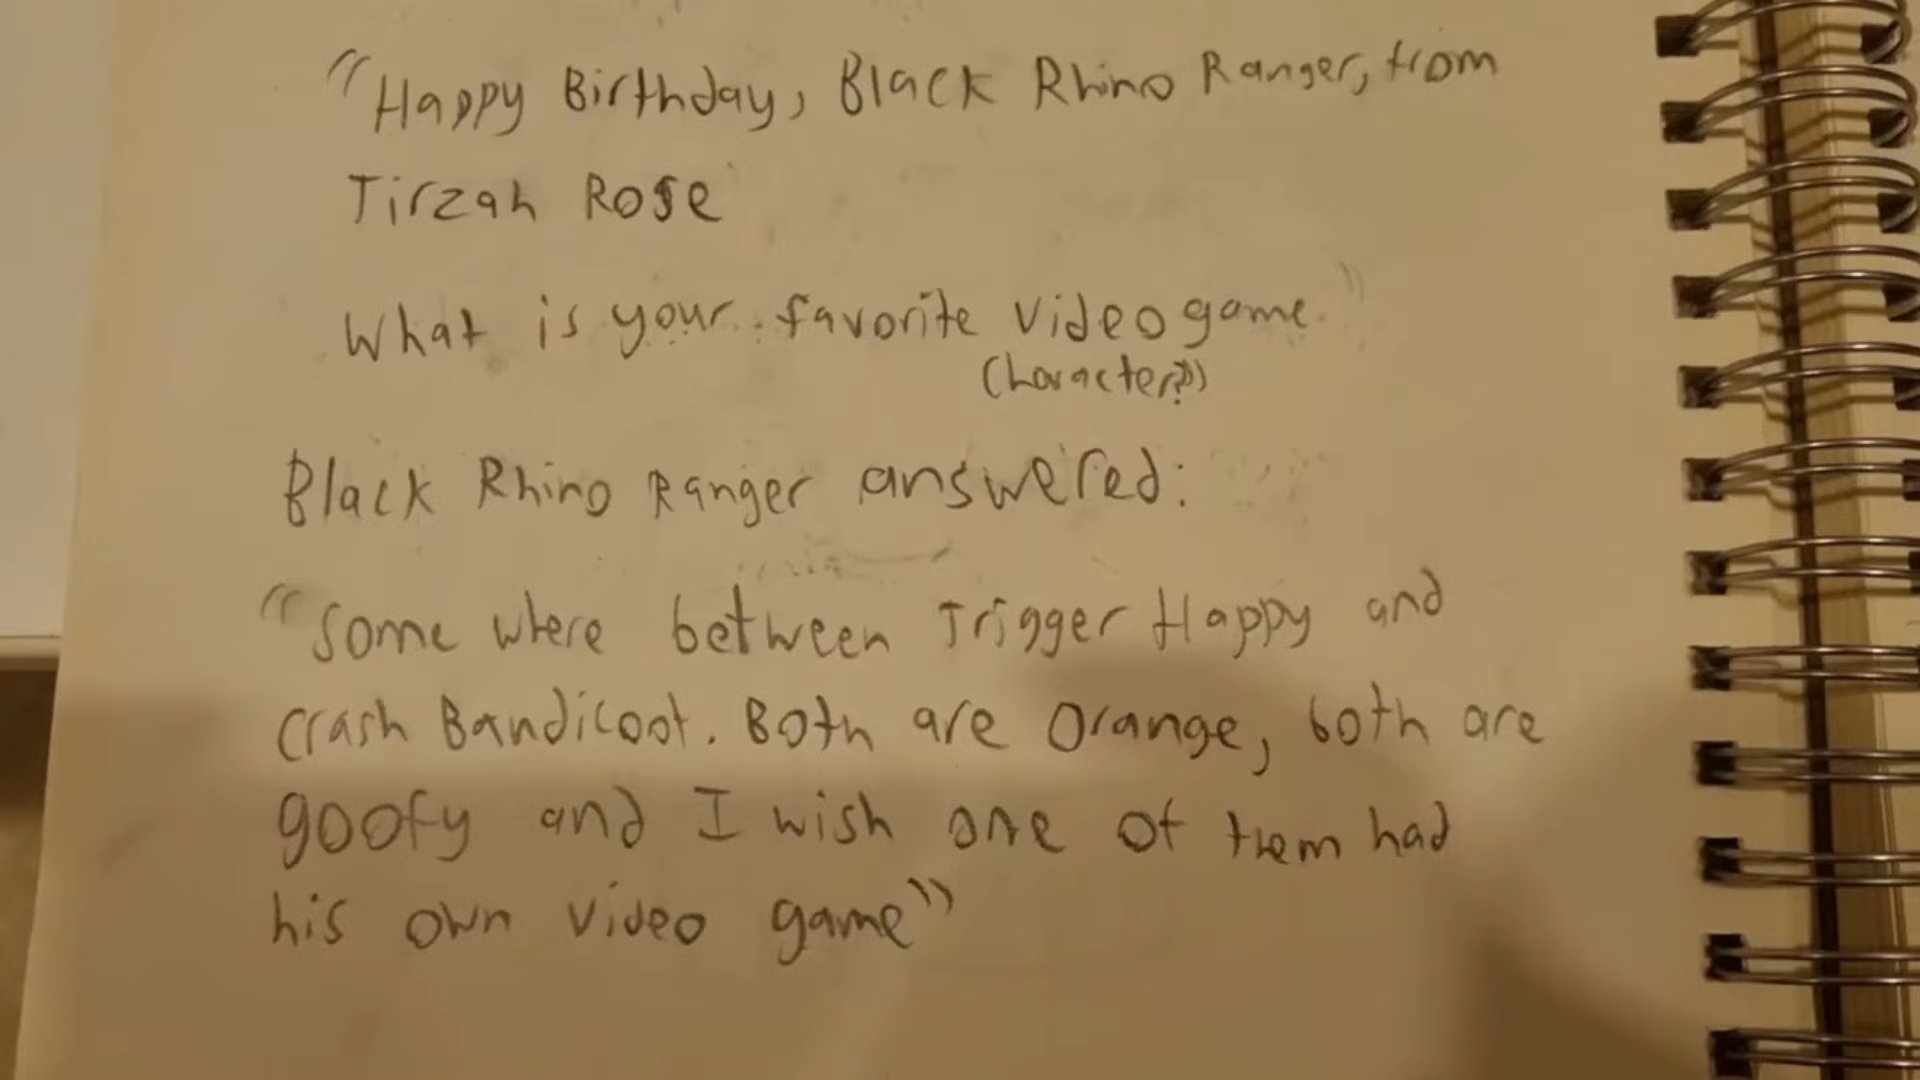 "Happy Birthday, Black Rhino Ranger, from
Tirzah Rose
What is your favorite video game"
(haracter?")
Black Rhino Ranger answered:
"Some where between Trigger Happy and
Crash Bandicoot. Both are Orange, both are
goofy and I wish one of them had
his own video game"